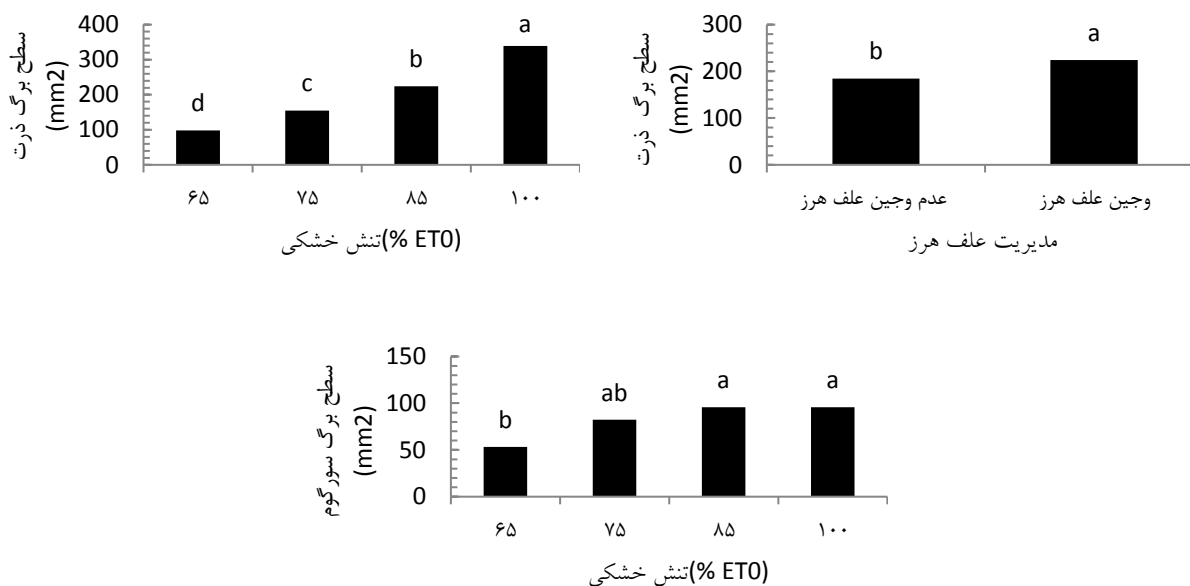 سطح برگ ذرت
(mm2)
400
300
200
100
0
d
c
b
a
۶۵
۷۵
۸۵
۱۰۰
تنش خشکی(% ET0)
سطح برگ ذرت
(mm2)
300
200
100
0
b
a
عدم وجین علف هرز
وجین علف هرز
مدیریت علف هرز
سطح برگ سورگوم
(mm2)
150
100
50
0
b
ab
a
a
۶۵
۷۵
۸۵
۱۰۰
تنش خشکی(% ET0)